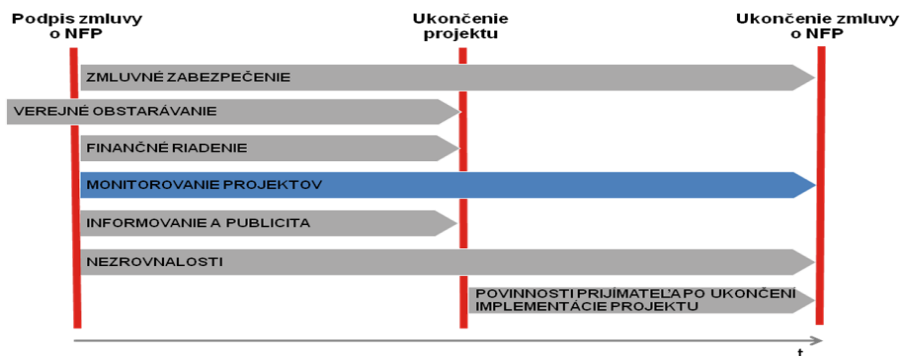 Podpis zmluvy
o NFP
Ukončenie
projektu
Ukončenie zmluvy
o NFP
ZMLUVNÉ ZABEZPEČENIE
VEREJNÉ OBSTARÁVANIE
FINANČNÉ RIADENIE
MONITOROVANIE PROJEKTOV
INFORMOVANIE A PUBLICITA
NEZROVNALOSTI
POVINNOSTI PRIJÍMATEĽA PO UKONČENÍ
IMPLEMENTÁCIE PROJEKTU
t